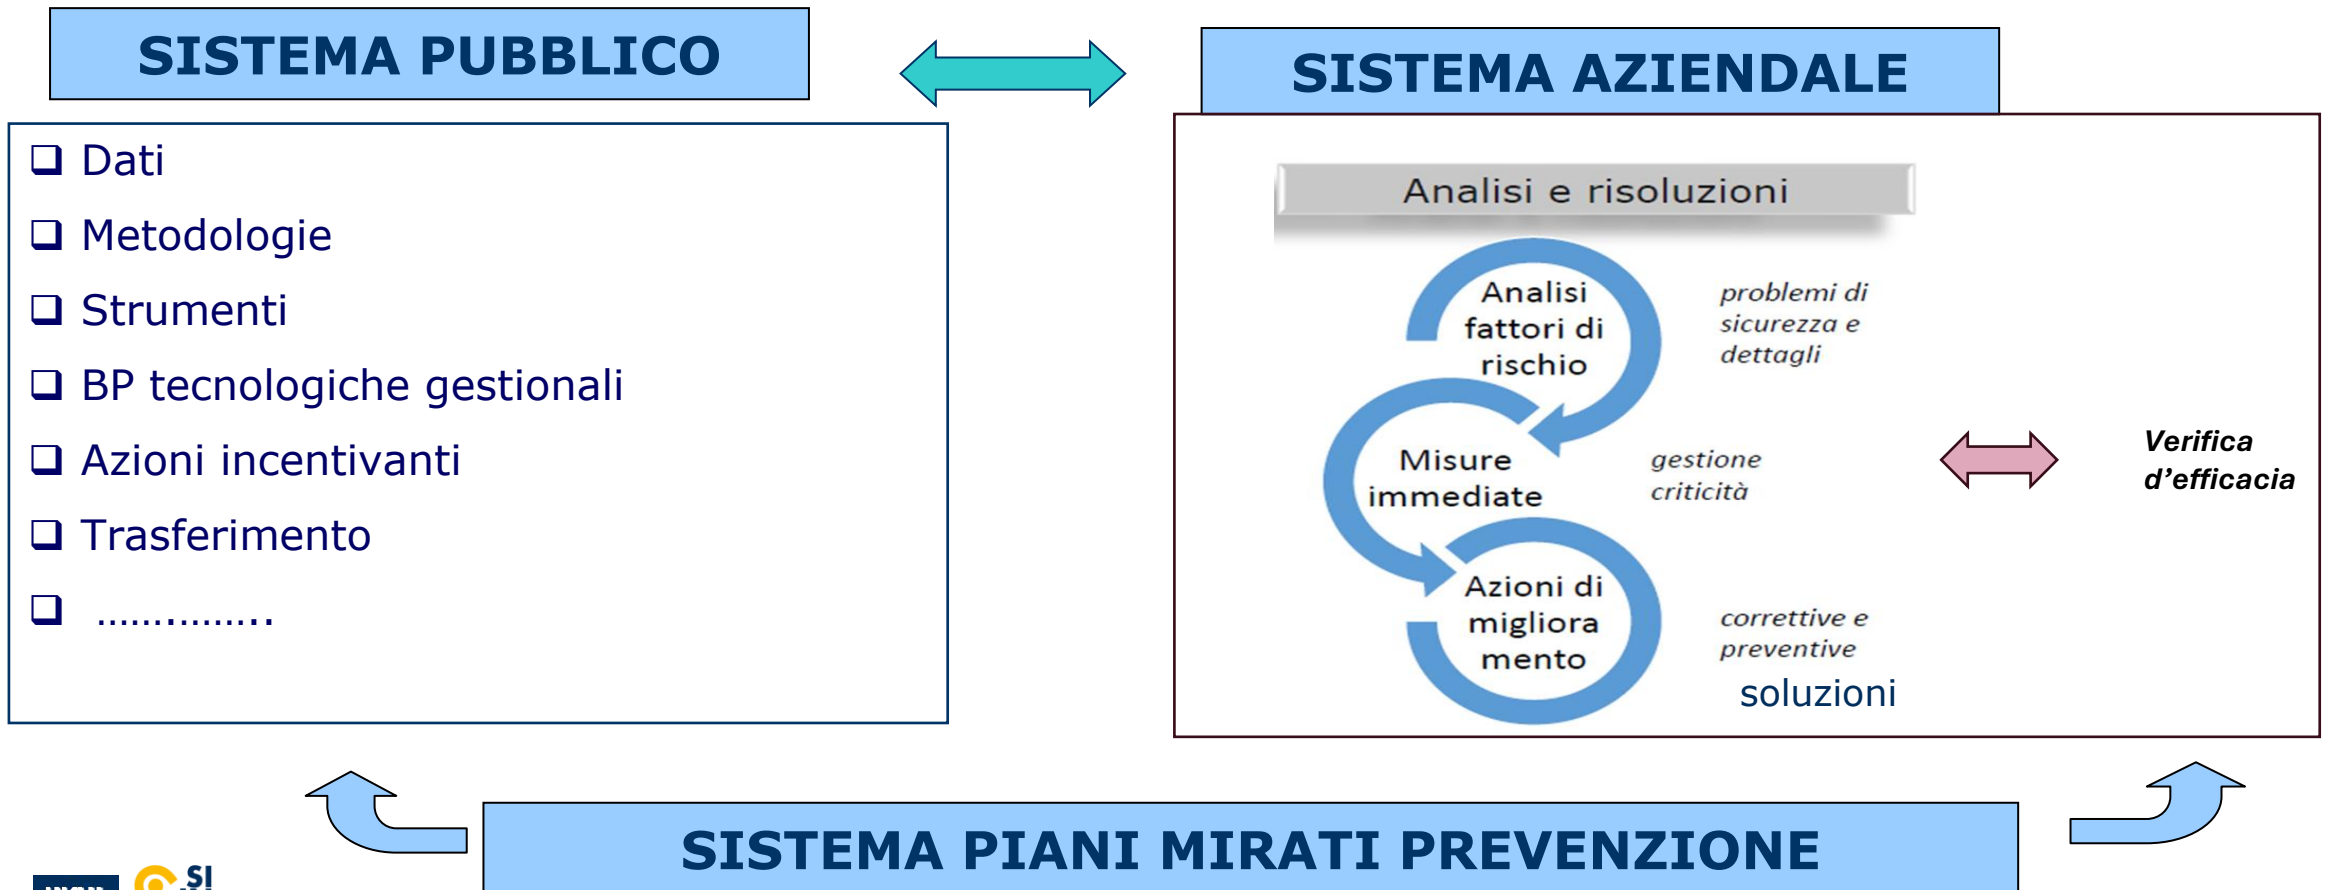 SISTEMA PUBBLICO
SISTEMA AZIENDALE
Dati
Metodologie
Strumenti
BP tecnologiche gestionali
Azioni incentivanti
Trasferimento
…….……..
Analisi e risoluzioni
Analisi
fattori di
rischio
problemi di
sicurezza e
dettagli
Misure
immediate
gestione
criticità
Azioni di
migliora
mento
correttive e
preventive
soluzioni
Verifica
d’efficacia
SISTEMA PIANI MIRATI PREVENZIONE
SI